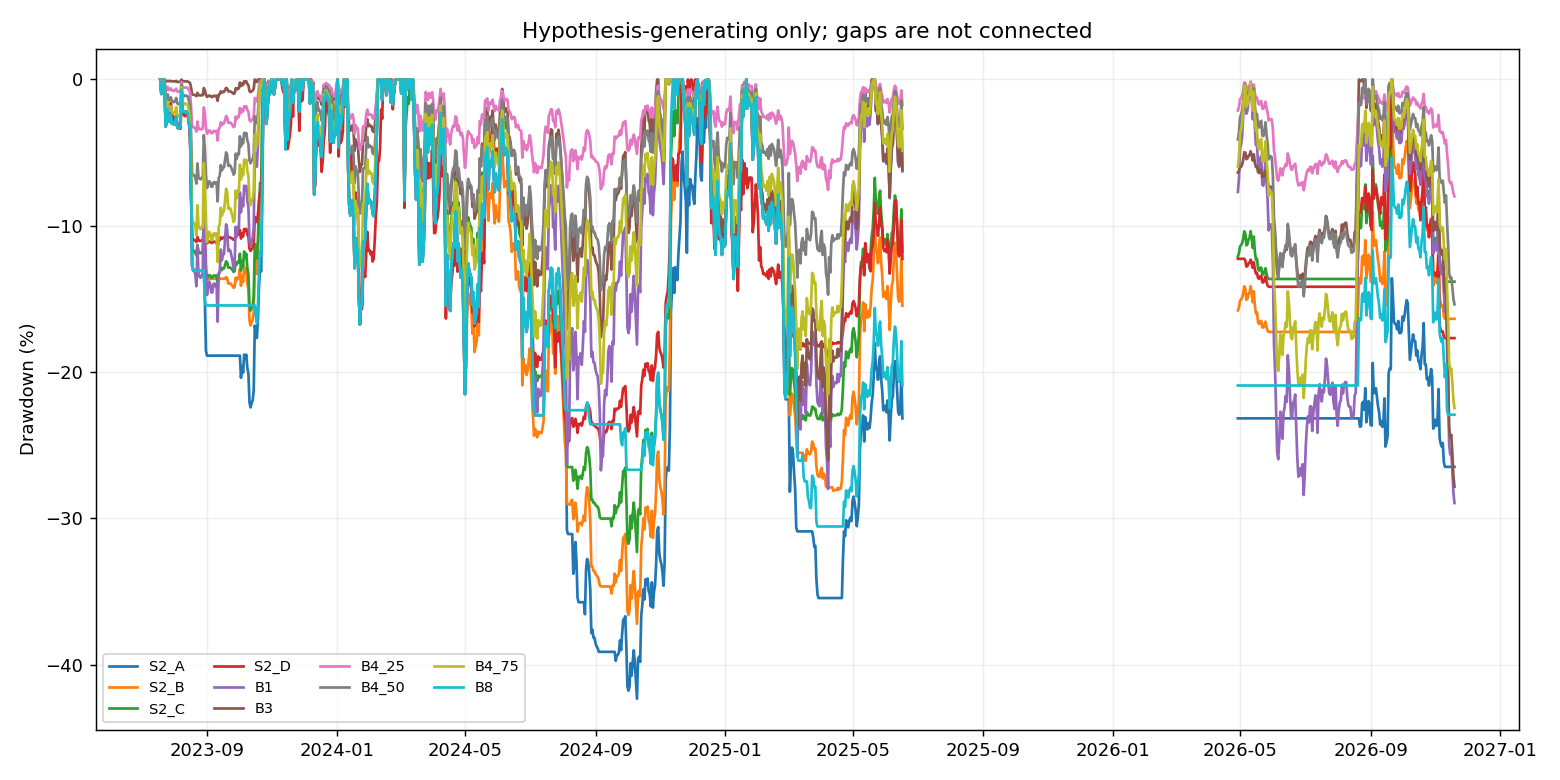 Hypothesis-generating only; gaps are not connected
Drawdown (%)
0
−10
−20
−30
−40
S2_A S2_D B4_25 B4_75
S2_B B1 B4_50 B8
S2_C B3
2023-09 2024-01 2024-05 2024-09 2025-01 2025-05 2025-09 2026-01 2026-05 2026-09 2027-01